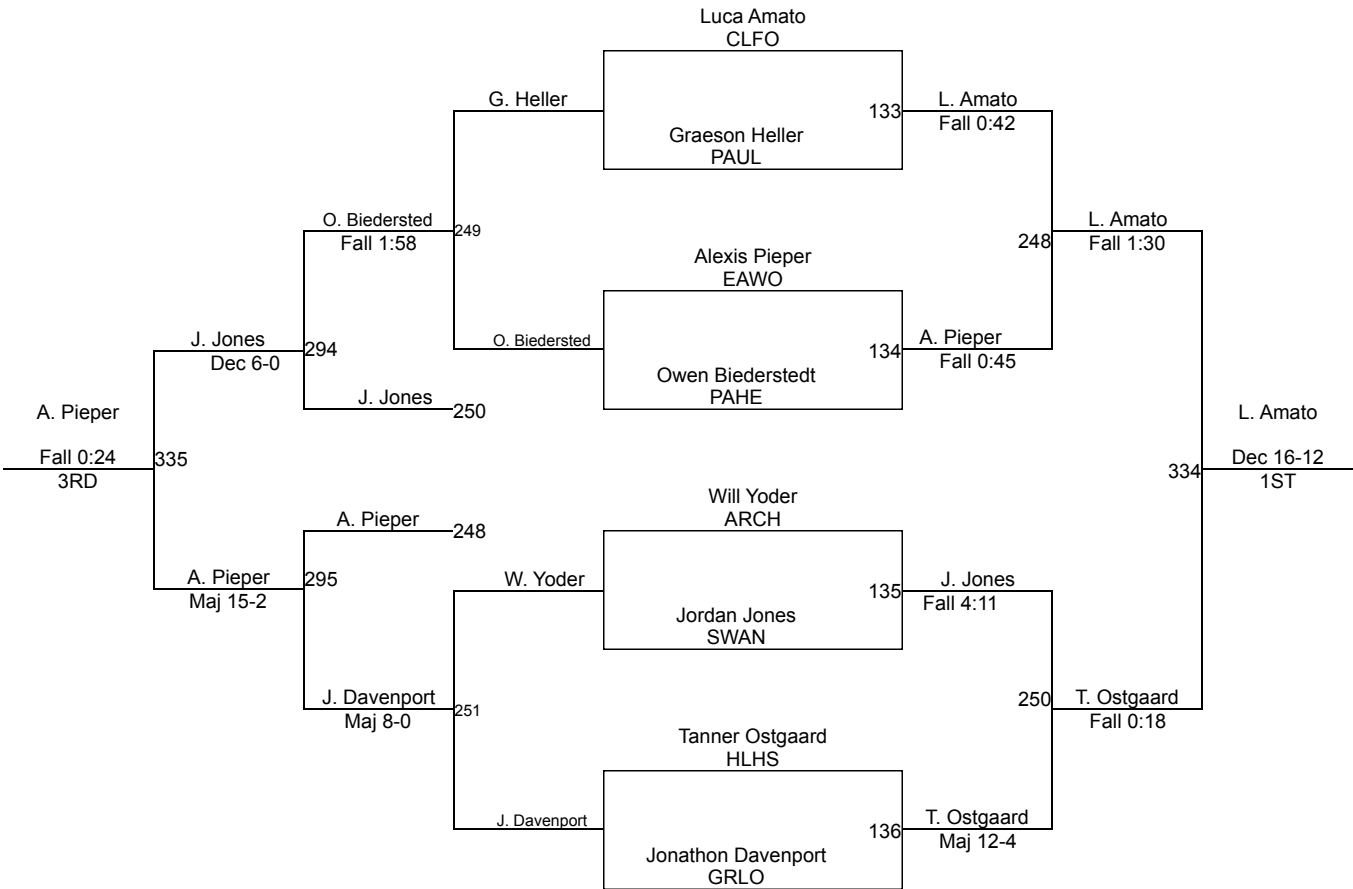 Luca Amato
CLFO
G. Heller
133
L. Amato
Fall 0:42
Graeson Heller
PAUL
O. Biedersted
Fall 1:58
249
248
L. Amato
Fall 1:30
Alexis Pieper
EAWO
J. Jones
Dec 6-0
294
O. Biedersted
134
A. Pieper
Fall 0:45
Owen Biederstedt
PAHE
J. Jones
250
A. Pieper
Fall 0:24
3RD
335
334
L. Amato
Dec 16-12
1ST
Will Yoder
ARCH
A. Pieper
248
A. Pieper
Maj 15-2
295
W. Yoder
135
J. Jones
Fall 4:11
Jordan Jones
SWAN
J. Davenport
Maj 8-0
251
250
T. Ostgaard
Fall 0:18
Tanner Ostgaard
HLHS
J. Davenport
136
T. Ostgaard
Maj 12-4
Jonathon Davenport
GRLO